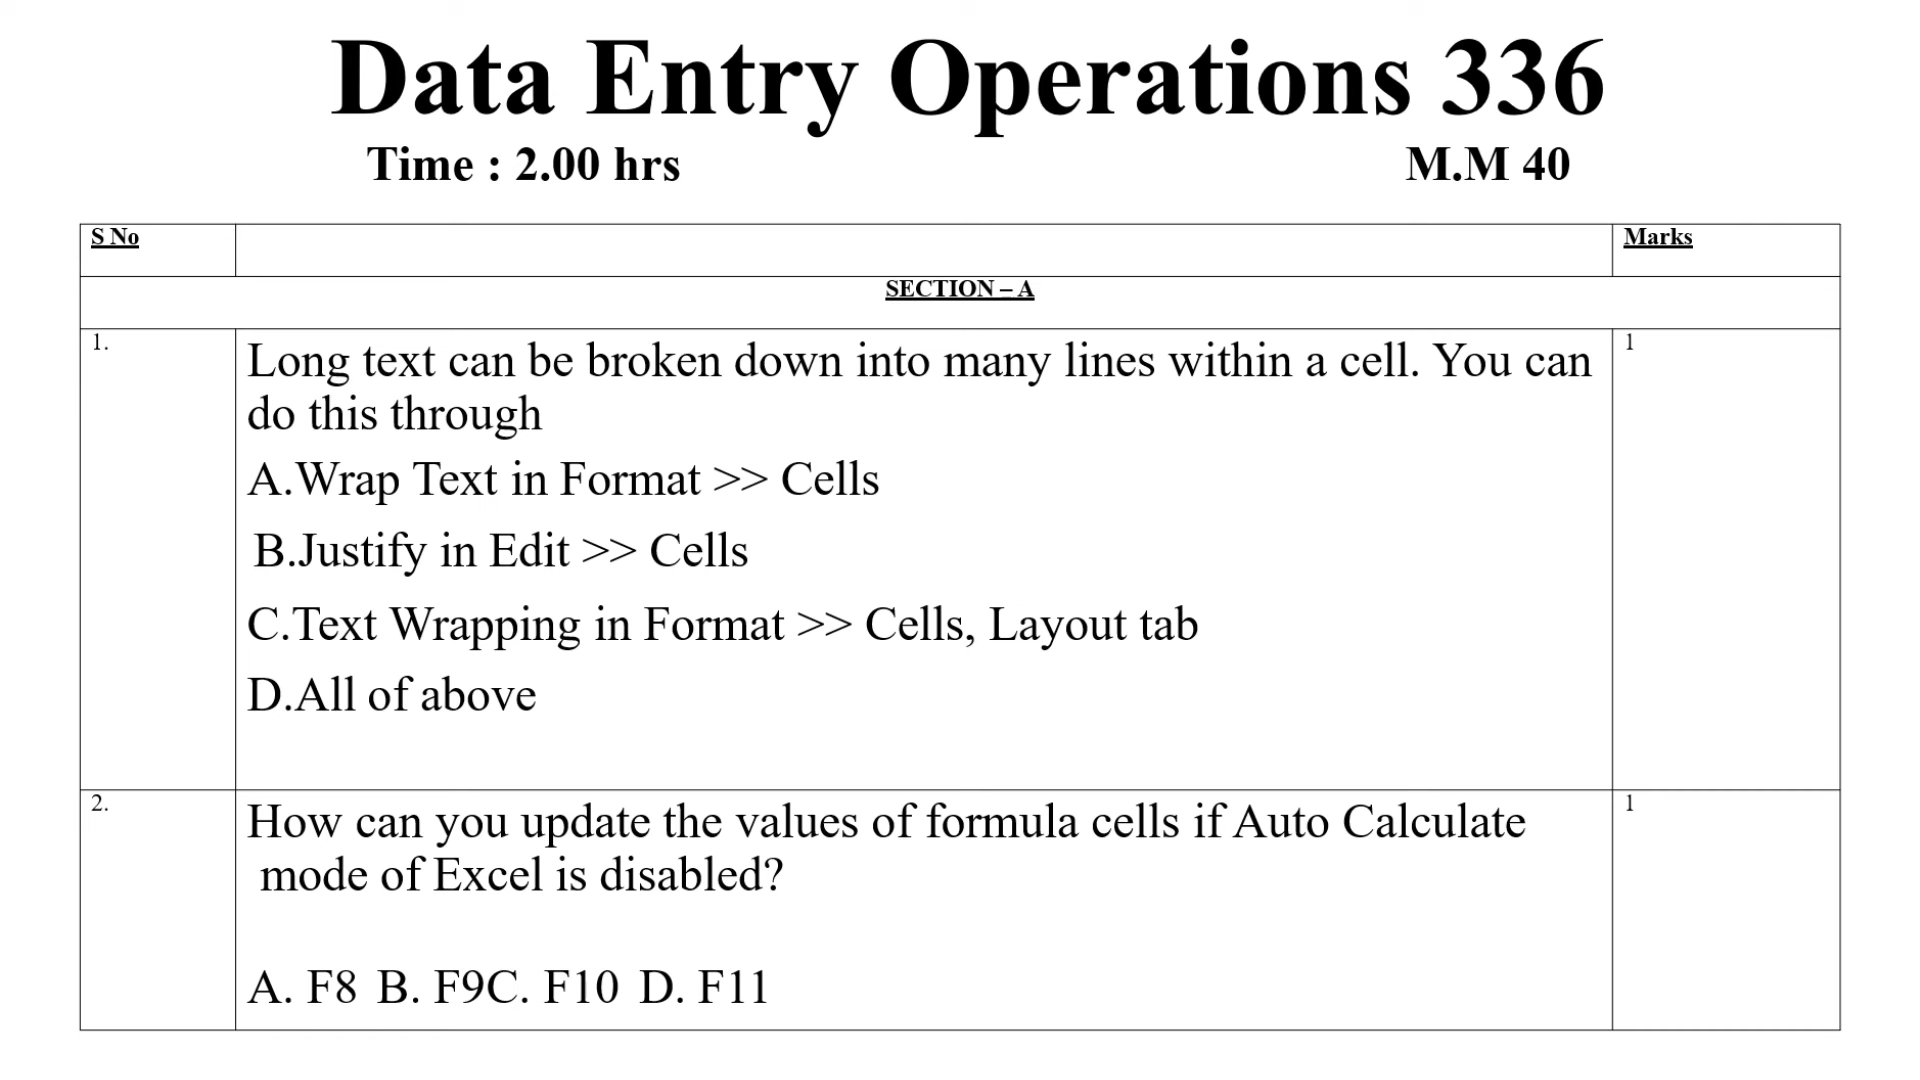 Data Entry Operations 336
Time : 2.00 hrs M.M 40
S No Marks
SECTION – A
1. Long text can be broken down into many lines within a cell. You can 1
do this through
A.Wrap Text in Format >> Cells
B.Justify in Edit >> Cells
C.Text Wrapping in Format >> Cells, Layout tab
D.All of above
2. How can you update the values of formula cells if Auto Calculate 1
mode of Excel is disabled?
A. F8 B. F9C. F10 D. F11